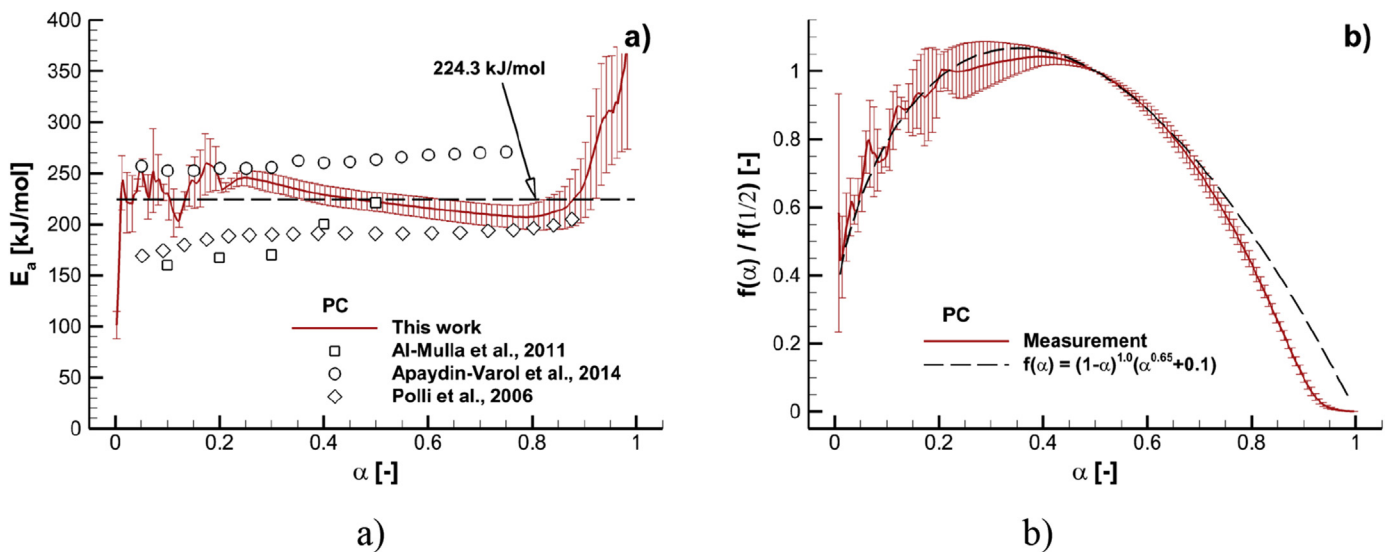 400
350
300
250
200
150
100
50
0
E_a [kJ/mol]
a)
224.3 kJ/mol
PC
This work
Al-Mulla et al., 2011
Apaydin-Varol et al., 2014
Polli et al., 2006
0
0.2
0.4
0.6
0.8
1
α [-]
a)
1
0.8
0.6
0.4
0.2
0
f(α) / f(1/2) [-]
b)
PC
Measurement
f(α) = (1-α)^1.0(α^0.65+0.1)
0
0.2
0.4
0.6
0.8
1
α [-]
b)